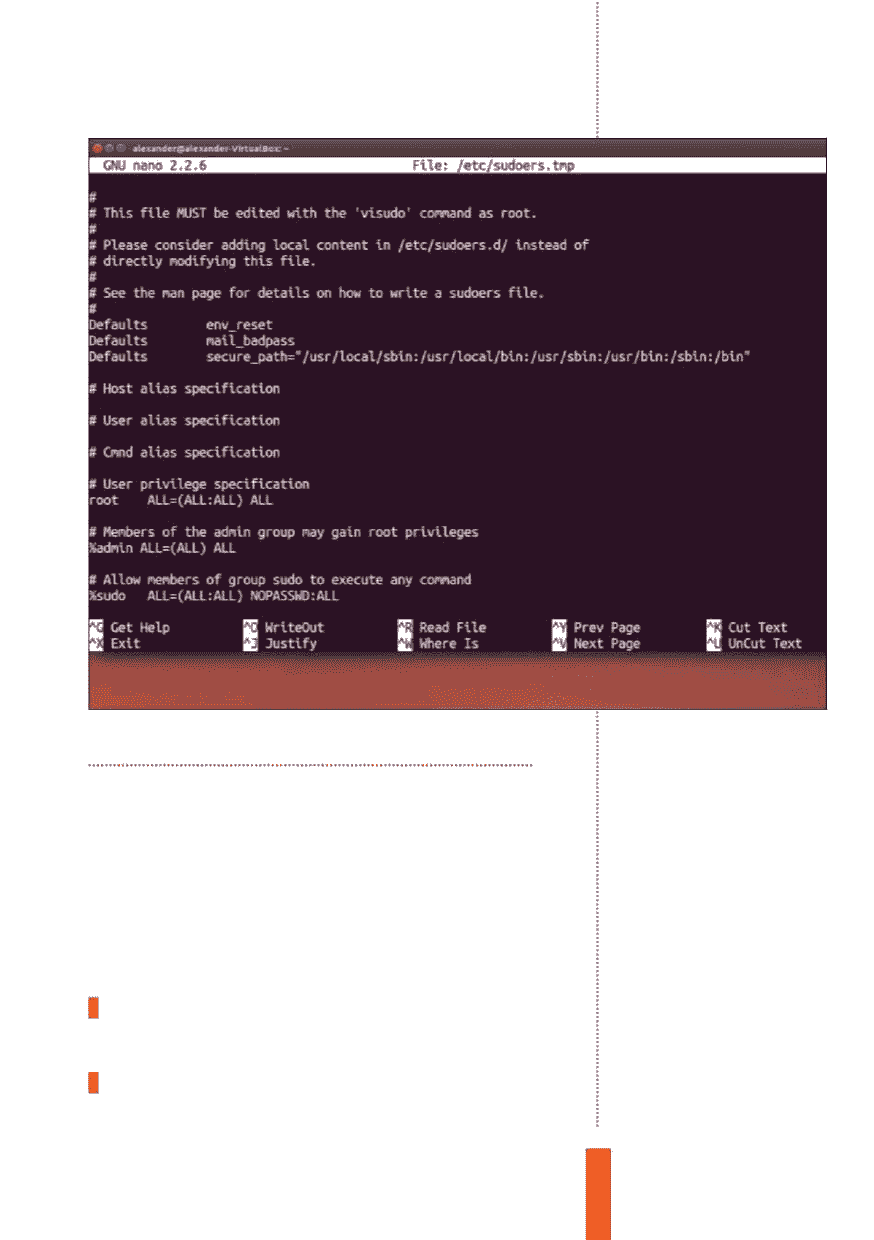 alexander@alexander-VirtualBox: ~
GNU nano 2.2.6 File: /etc/sudoers.tmp
#
# This file MUST be edited with the 'visudo' command as root.
#
# Please consider adding local content in /etc/sudoers.d/ instead of
# directly modifying this file.
#
# See the man page for details on how to write a sudoers file.
#
Defaults env_reset
Defaults mail_badpass
Defaults secure_path="/usr/local/sbin:/usr/local/bin:/usr/sbin:/usr/bin:/sbin:/bin"
# Host alias specification
# User alias specification
# Cmnd alias specification
# User privilege specification
root ALL=(ALL:ALL) ALL
# Members of the admin group may gain root privileges
%admin ALL=(ALL) ALL
# Allow members of group sudo to execute any command
%sudo ALL=(ALL:ALL) NOPASSWD:ALL
^G Get Help ^O WriteOut ^R Read File ^Y Prev Page ^K Cut Text
^X Exit ^J Justify ^W Where Is ^V Next Page ^U UnCut Text